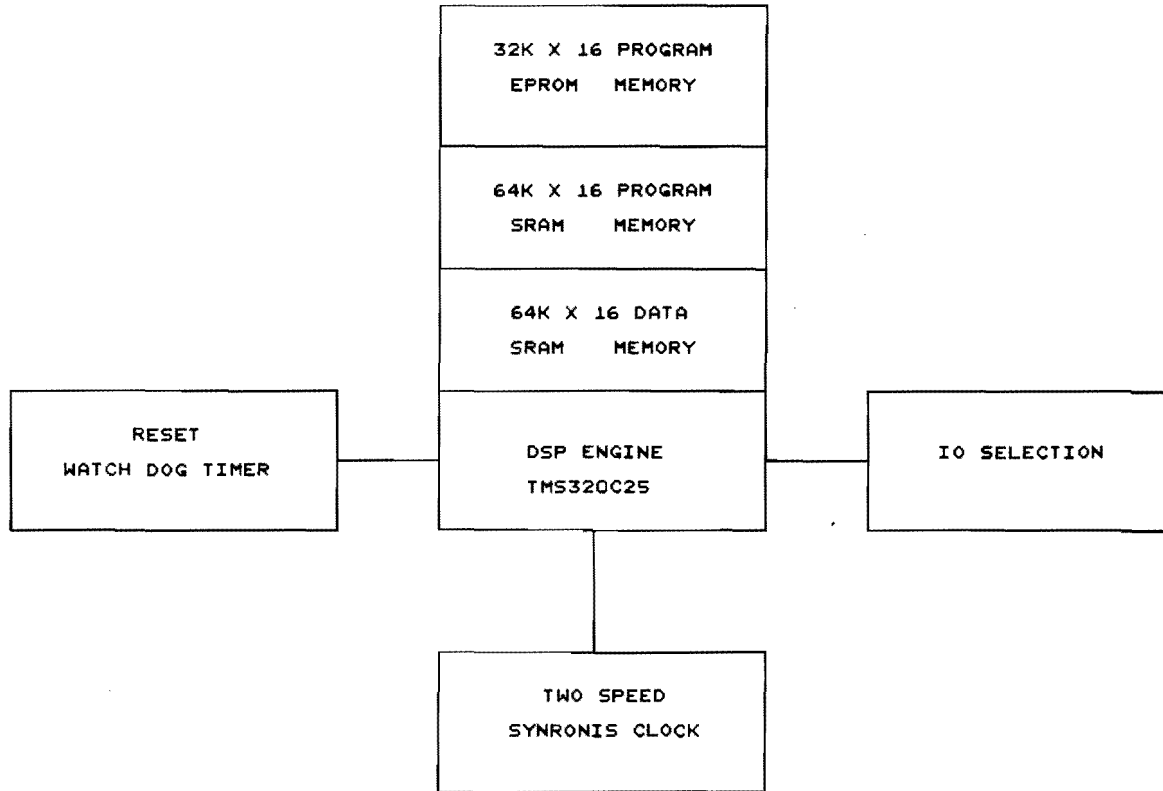 32K X 16 PROGRAM
EPROM MEMORY
64K X 16 PROGRAM
SRAM MEMORY
64K X 16 DATA
SRAM MEMORY
RESET
WATCH DOG TIMER
DSP ENGINE
TMS320C25
IO SELECTION
TWO SPEED
SYNRONIS CLOCK